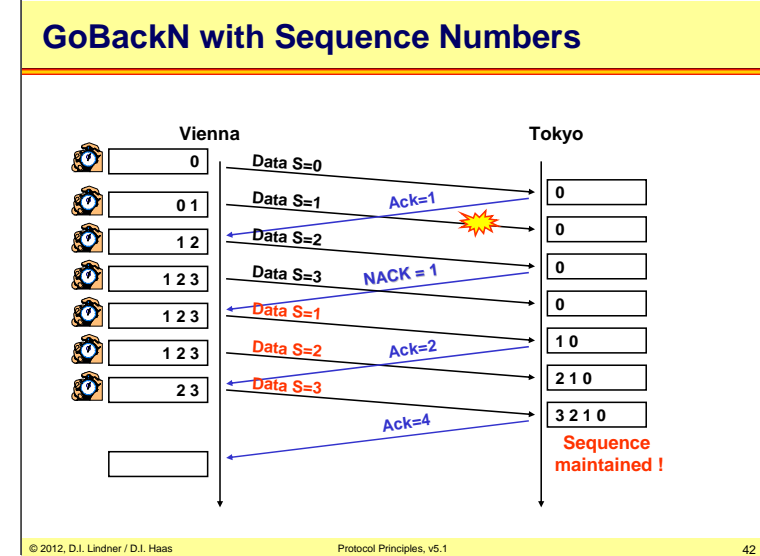 GoBackN with Sequence Numbers
Vienna
Tokyo
0
Data S=0
0
0 1
Data S=1
Ack=1
0
1 2
Data S=2
0
1 2 3
Data S=3
NACK = 1
0
1 2 3
Data S=1
1 0
1 2 3
Data S=2
Ack=2
2 1 0
2 3
Data S=3
3 2 1 0
Ack=4
Sequence
maintained !
© 2012, D.I. Lindner / D.I. Haas
Protocol Principles, v5.1
42